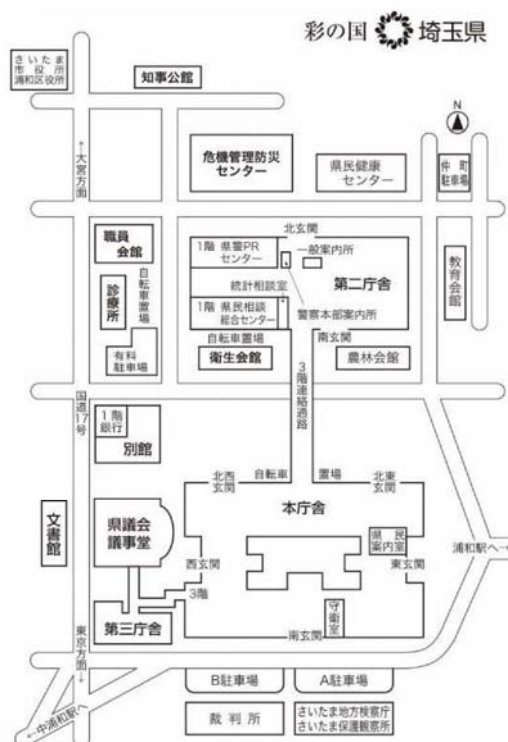 彩の国 埼玉県
さいたま
市役所
浦和区役所
知事公館
N
←大宮方面
危機管理防災
センター
県民健康
センター
仲町
駐車場
職員
会館
北玄関
1階 県警PR
センター
一般案内所
第二庁舎
教育会館
診療所
自転車置場
統計相談室
1階 県民相談
総合センター
警察本部案内所
有料
駐車場
自転車置場
南玄関
衛生会館
農林会館
3階連絡通路
国道17号
1階
銀行
別館
北西
玄関
自転車 置場
北東
玄関
本庁舎
文書館
県議会
議事堂
県民
案内室
浦和駅へ→
西玄関
東玄関
3階
守衛室
第三庁舎
南玄関
東京方面→
B駐車場
A駐車場
←中浦和駅へ
裁判所
さいたま地方検察庁
さいたま保護観察所